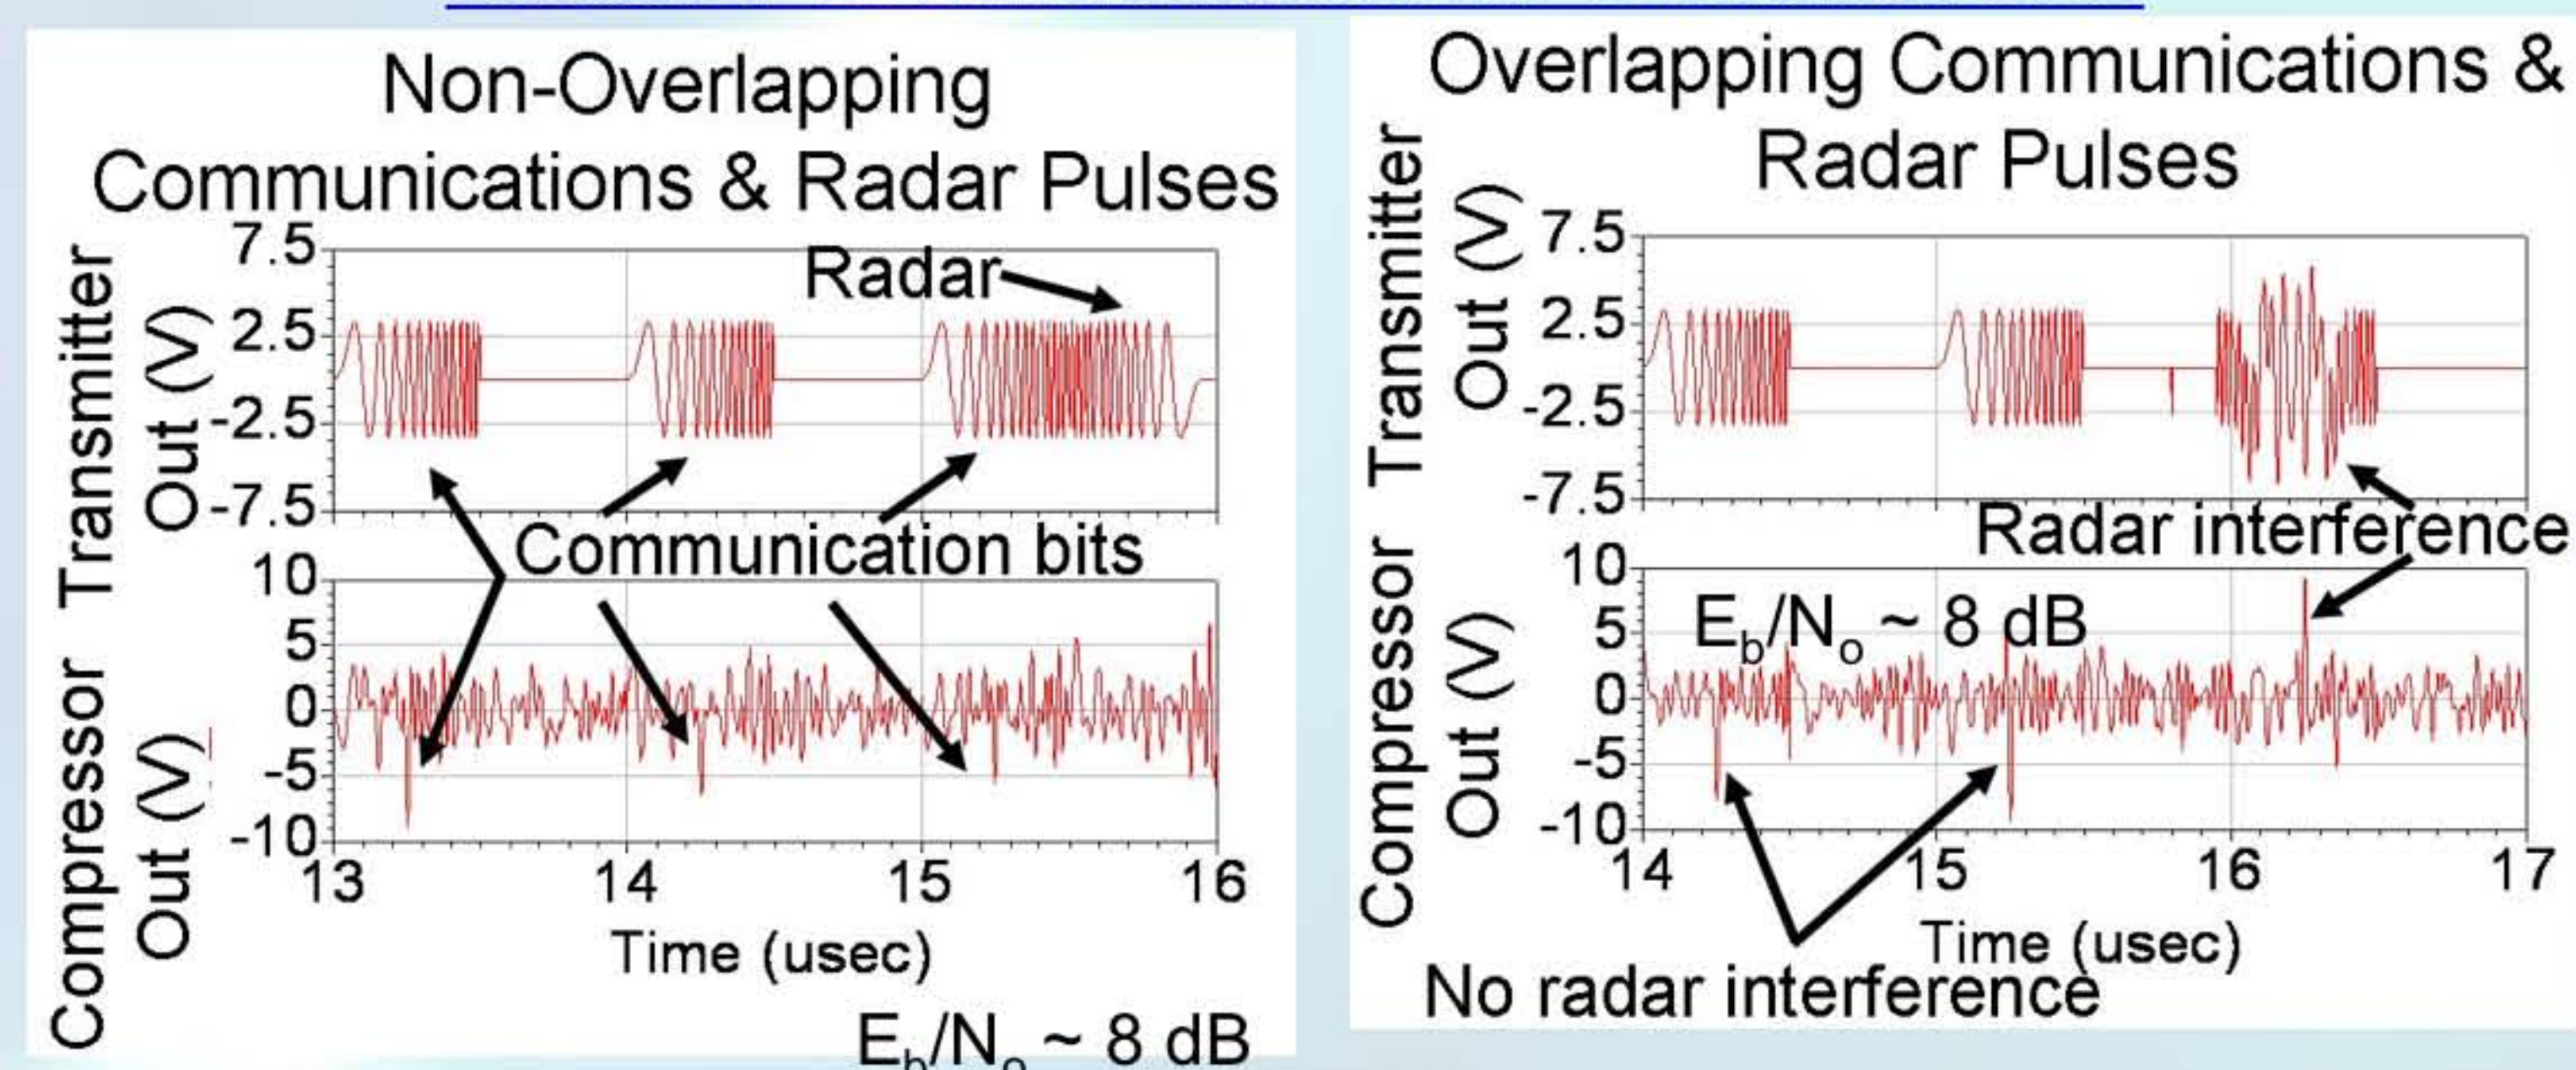 Non-Overlapping
Communications & Radar Pulses
Transmitter
Out (V)
7.5
2.5
-2.5
-7.5
Radar
Communication bits
Compressor
Out (V)
10
5
0
-5
-10
13
14
15
16
Time (usec)
Eb/No ~ 8 dB
Overlapping Communications &
Radar Pulses
Transmitter
Out (V)
7.5
2.5
-2.5
-7.5
Radar interference
Compressor
Out (V)
10
5
0
-5
-10
Eb/No ~ 8 dB
14
15
16
17
Time (usec)
No radar interference